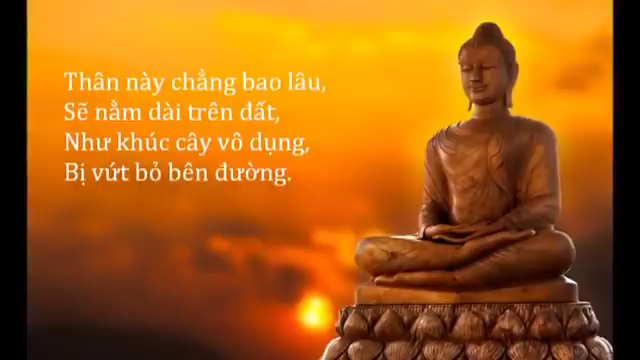 Thân này chẳng bao lâu,
Sẽ nằm dài trên đất,
Như khúc cây vô dụng,
Bị vứt bỏ bên đường.